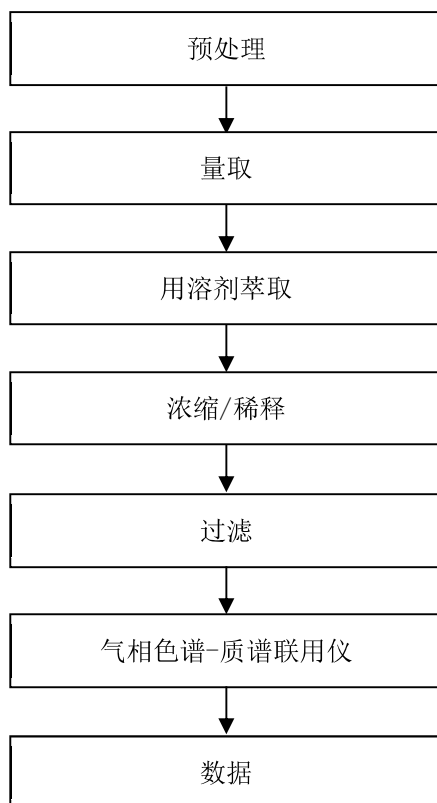 预处理
量取
用溶剂萃取
浓缩/稀释
过滤
气相色谱-质谱联用仪
数据